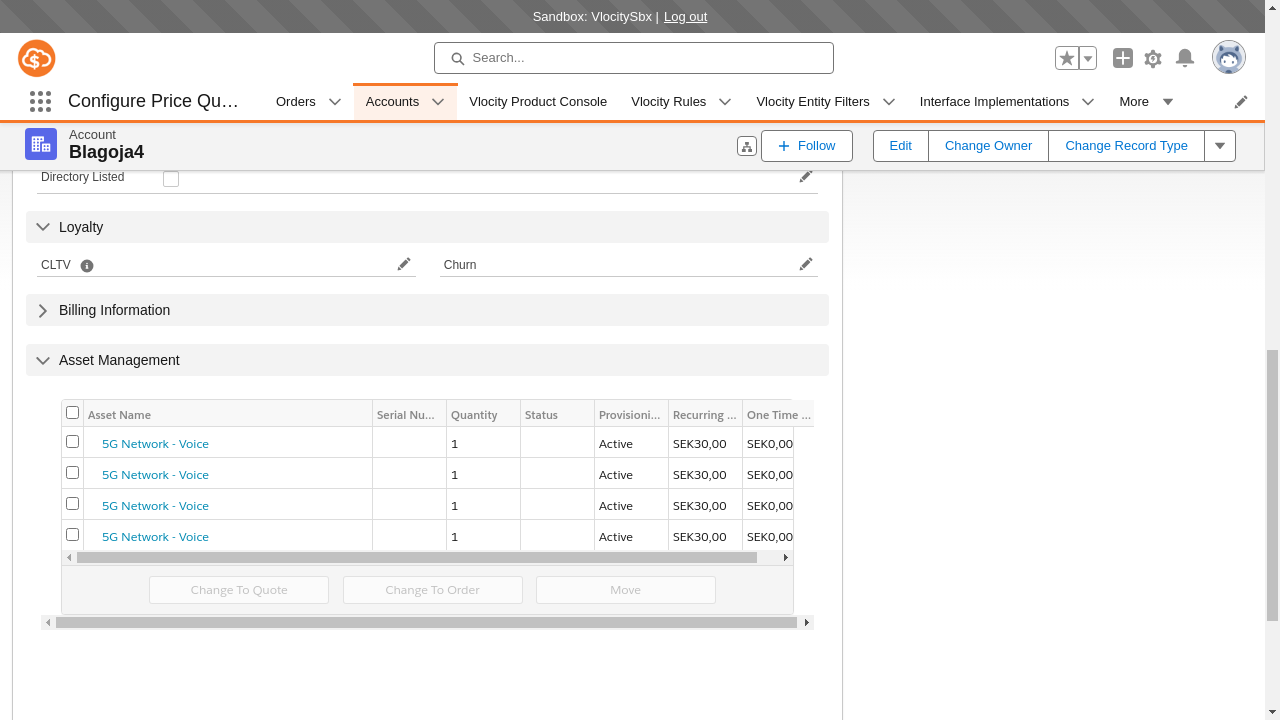 Sandbox: VlocitySbx | Log out
Search...
Configure Price Qu...
Orders
Accounts
Vlocity Product Console
Vlocity Rules
Vlocity Entity Filters
Interface Implementations
More
Account
Blagoja4
Follow
Edit
Change Owner
Change Record Type
Directory Listed
Loyalty
CLTV
Churn
Billing Information
Asset Management
Asset Name Serial Nu... Quantity Status Provisioni... Recurring ... One Time ...
5G Network - Voice 1 Active SEK30,00 SEK0,00
5G Network - Voice 1 Active SEK30,00 SEK0,00
5G Network - Voice 1 Active SEK30,00 SEK0,00
5G Network - Voice 1 Active SEK30,00 SEK0,00
Change To Quote Change To Order Move